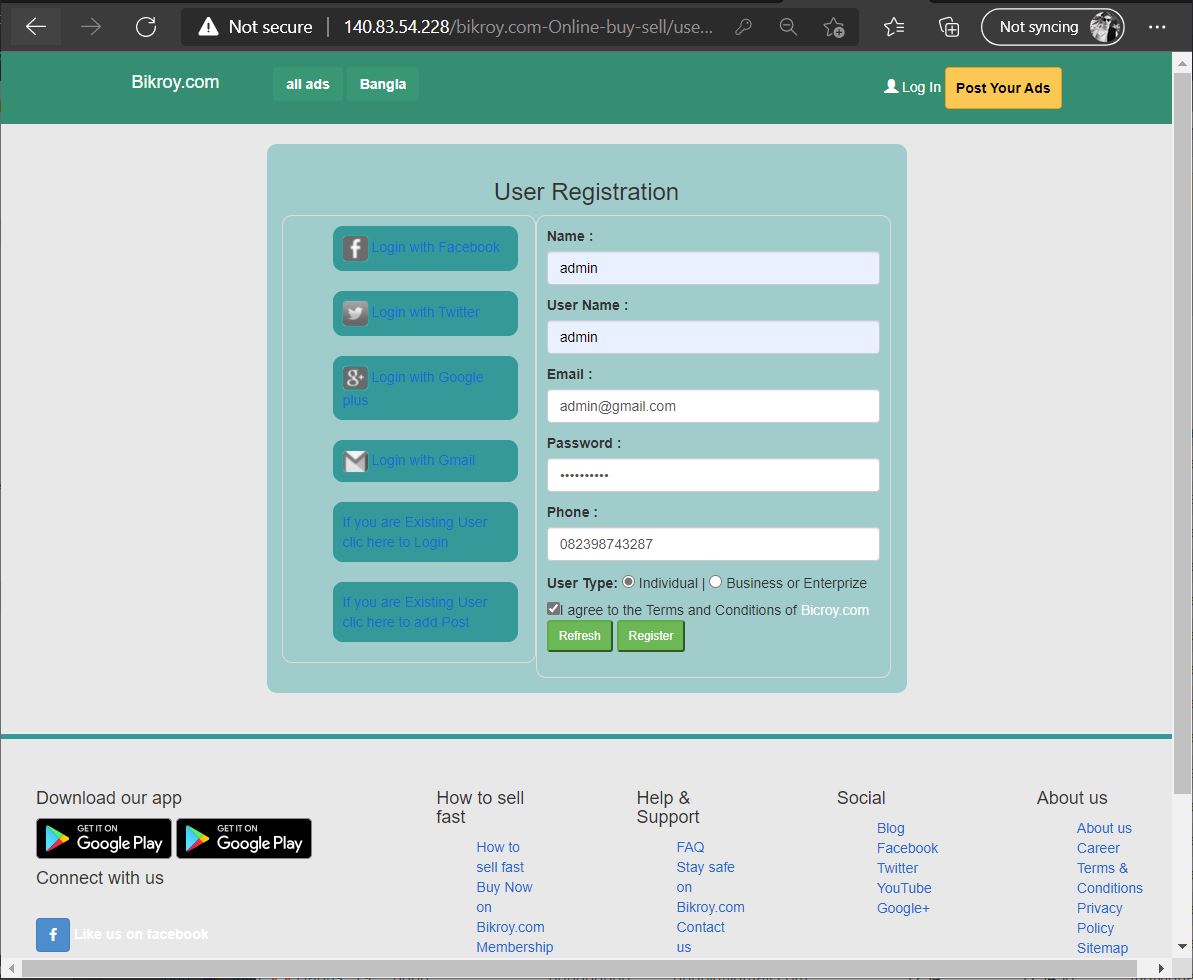 Not secure
140.83.54.228/bikroy.com-Online-buy-sell/use...
Not syncing
Bikroy.com
all ads
Bangla
Log In
Post Your Ads
User Registration
Login with Facebook
Login with Twitter
Login with Google
plus
Login with Gmail
If you are Existing User
clic here to Login
If you are Existing User
clic here to add Post
Name :
admin
User Name :
admin
Email :
admin@gmail.com
Password :
••••••••••
Phone :
082398743287
User Type: Individual | Business or Enterprize
I agree to the Terms and Conditions of Bicroy.com
Refresh
Register
Download our app
GET IT ON
Google Play
GET IT ON
Google Play
Connect with us
Like us on facebook
How to sell
fast
How to
sell fast
Buy Now
on
Bikroy.com
Membership
Help &
Support
FAQ
Stay safe
on
Bikroy.com
Contact
us
Social
Blog
Facebook
Twitter
YouTube
Google+
About us
About us
Career
Terms &
Conditions
Privacy
Policy
Sitemap